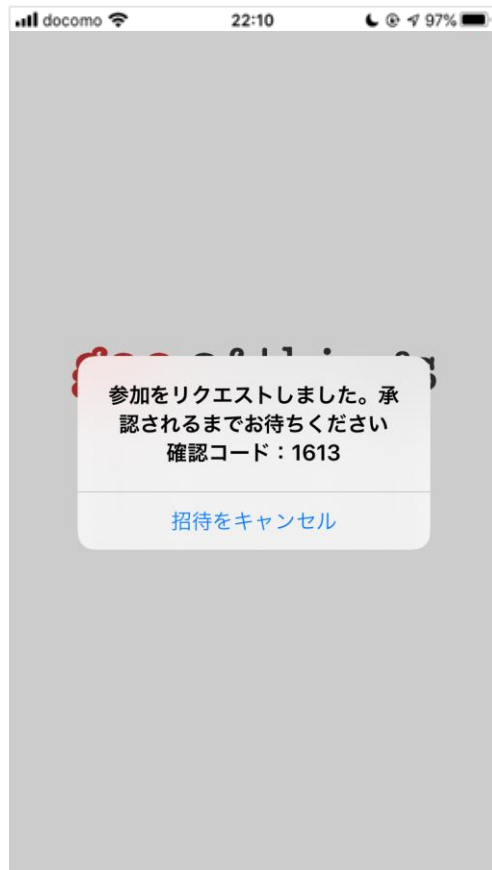 docomo 22:10 97%
参加をリクエストしました。承
認されるまでお待ちください
確認コード：1613
招待をキャンセル